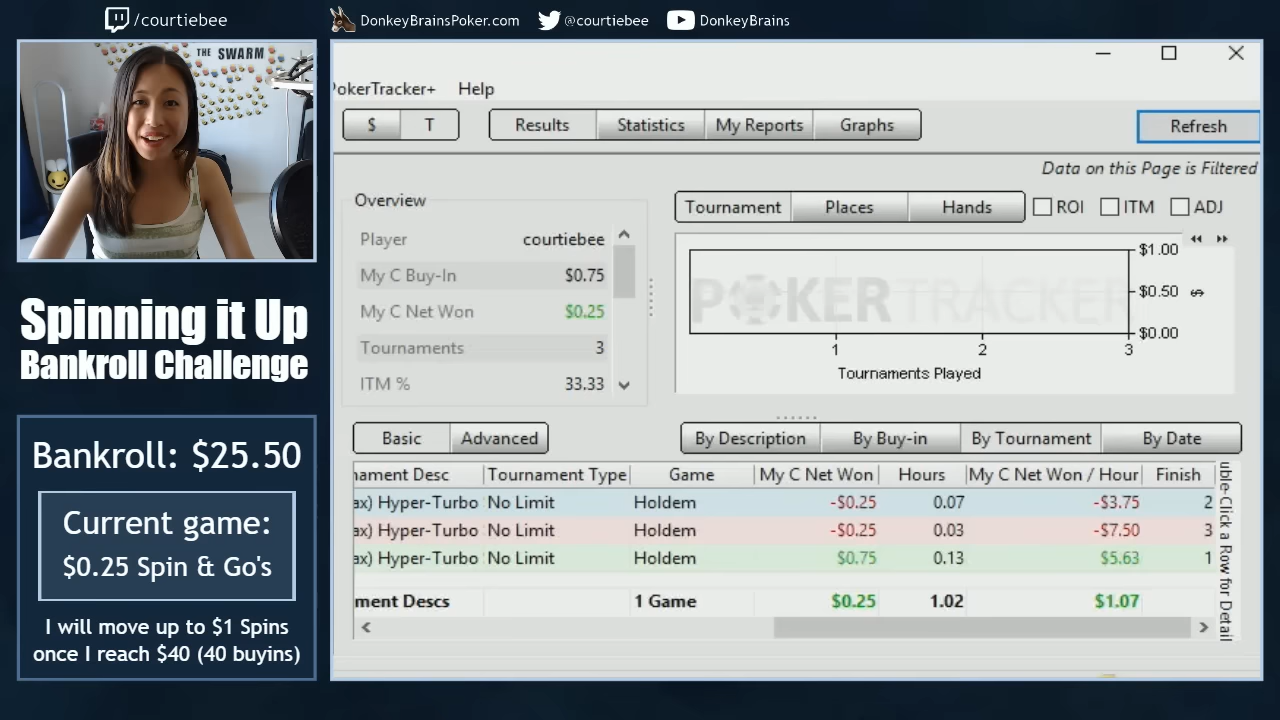 /courtiebee
DonkeyBrainsPoker.com
@courtiebee
DonkeyBrains
THE SWARM
Spinning it Up
Bankroll Challenge
Bankroll: $25.50
Current game:
$0.25 Spin & Go's
I will move up to $1 Spins
once I reach $40 (40 buyins)
PokerTracker+ Help
$ T Results Statistics My Reports Graphs Refresh
Data on this Page is Filtered
Overview
Player courtiebee
My C Buy-In $0.75
My C Net Won $0.25
Tournaments 3
ITM % 33.33
Tournament Places Hands ROI ITM ADJ
POKERTRACKER
$1.00
$0.50 $
$0.00
1 2 3
Tournaments Played
Basic Advanced By Description By Buy-in By Tournament By Date
nament Desc Tournament Type Game My C Net Won Hours My C Net Won / Hour Finish
ax) Hyper-Turbo No Limit Holdem -$0.25 0.07 -$3.75 2
ax) Hyper-Turbo No Limit Holdem -$0.25 0.03 -$7.50 3
ax) Hyper-Turbo No Limit Holdem $0.75 0.13 $5.63 1
ment Descs 1 Game $0.25 1.02 $1.07
uble-Click a Row for Detail